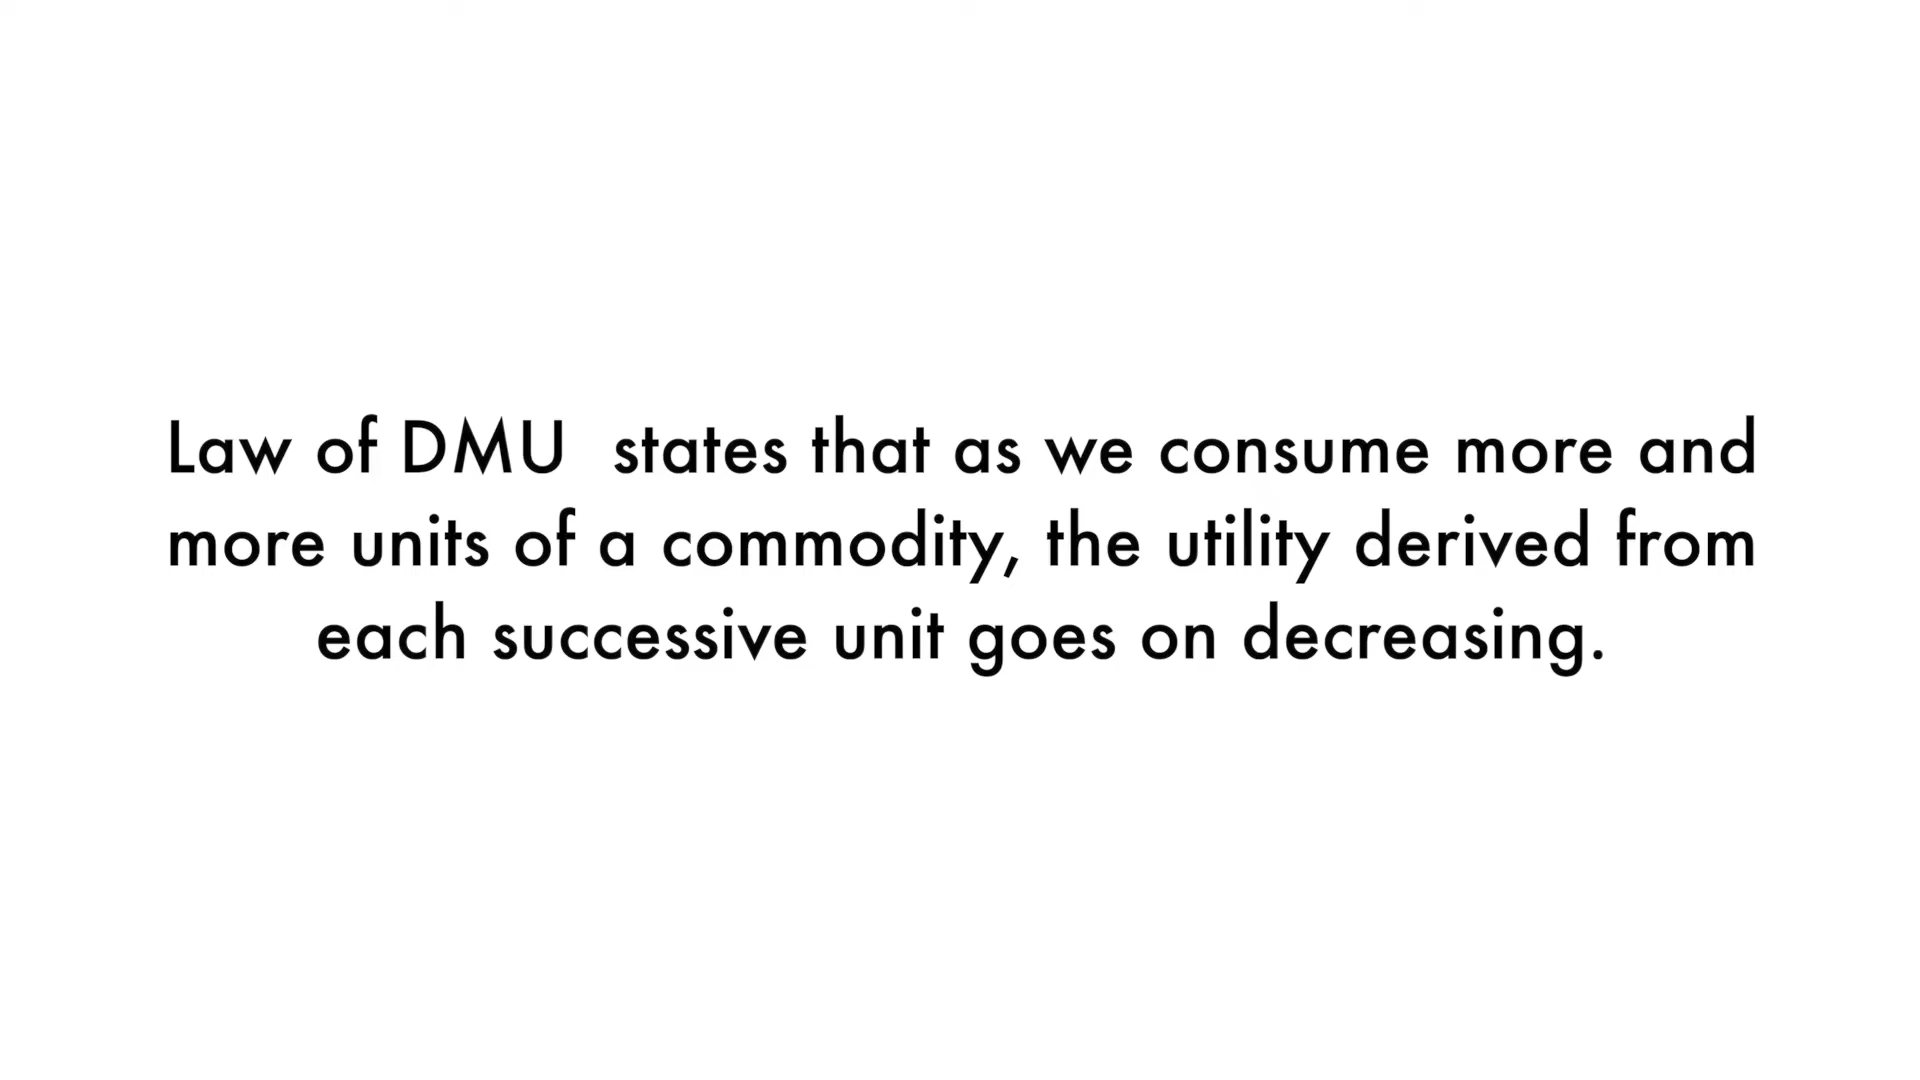 Law of DMU  states that as we consume more and
more units of a commodity, the utility derived from
each successive unit goes on decreasing.